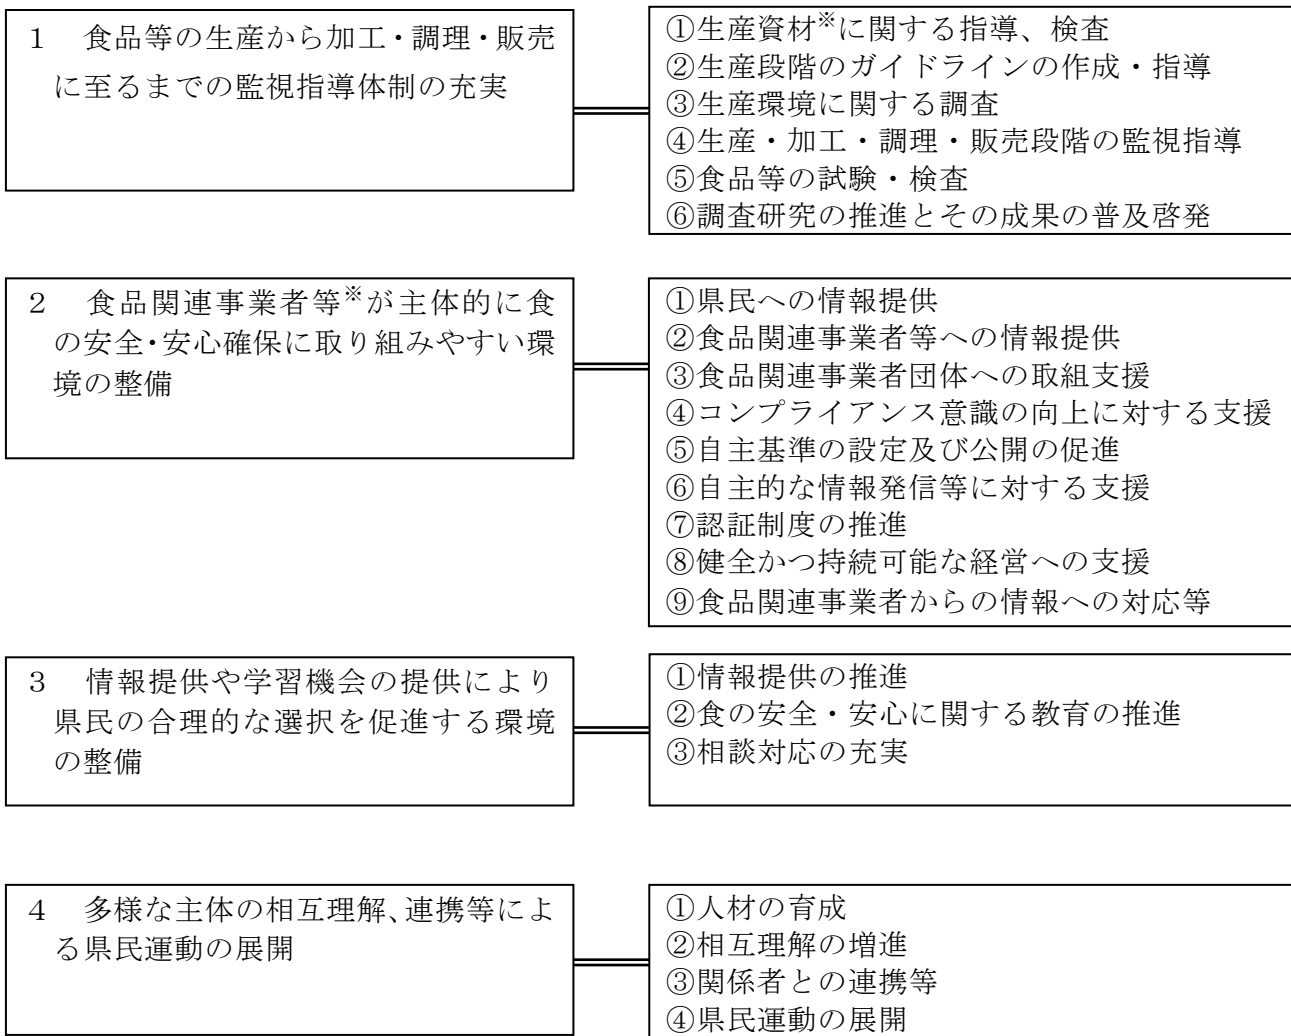 １　食品等の生産から加工・調理・販売
に至るまでの監視指導体制の充実
①生産資材※に関する指導、検査
②生産段階のガイドラインの作成・指導
③生産環境に関する調査
④生産・加工・調理・販売段階の監視指導
⑤食品等の試験・検査
⑥調査研究の推進とその成果の普及啓発
２　食品関連事業者等※が主体的に食
の安全・安心確保に取り組みやすい環
境の整備
①県民への情報提供
②食品関連事業者等への情報提供
③食品関連事業者団体への取組支援
④コンプライアンス意識の向上に対する支援
⑤自主基準の設定及び公開の促進
⑥自主的な情報発信等に対する支援
⑦認証制度の推進
⑧健全かつ持続可能な経営への支援
⑨食品関連事業者からの情報への対応等
３　情報提供や学習機会の提供により
県民の合理的な選択を促進する環境
の整備
①情報提供の推進
②食の安全・安心に関する教育の推進
③相談対応の充実
４　多様な主体の相互理解、連携等によ
る県民運動の展開
①人材の育成
②相互理解の増進
③関係者との連携等
④県民運動の展開